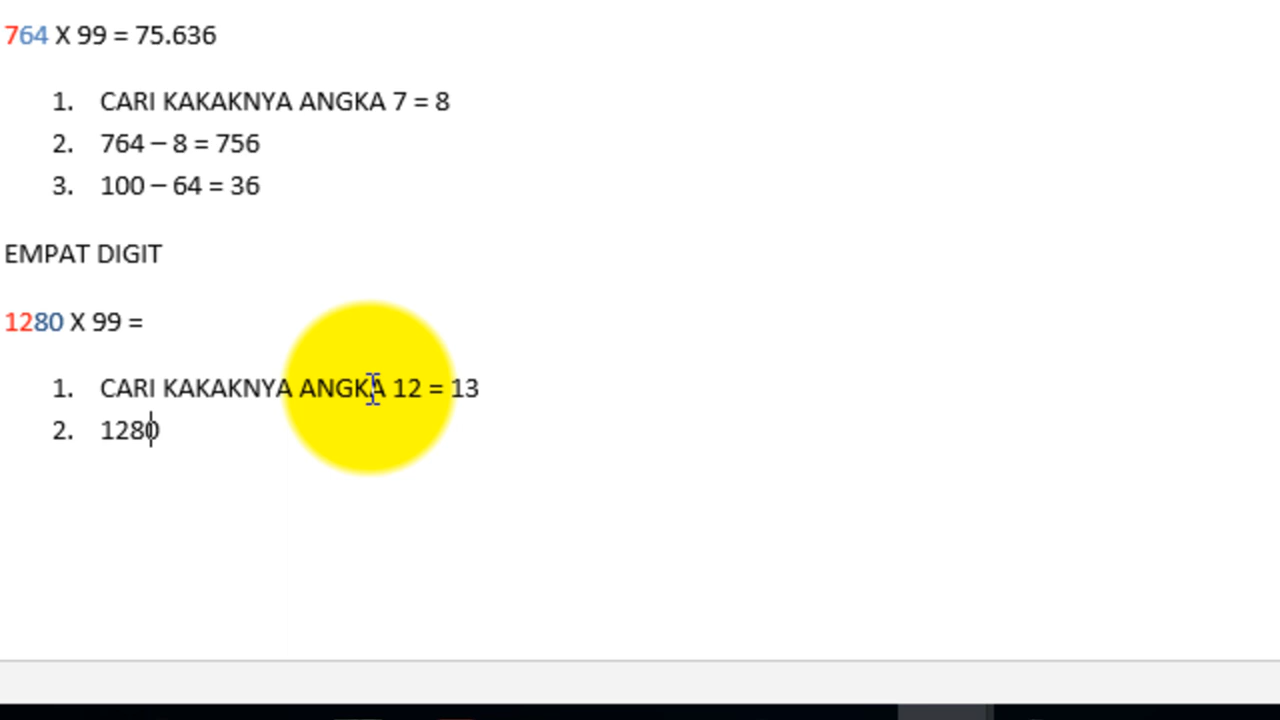 764 X 99 = 75.636
1. CARI KAKAKNYA ANGKA 7 = 8
2. 764 – 8 = 756
3. 100 – 64 = 36
EMPAT DIGIT
1280 X 99 =
1. CARI KAKAKNYA ANGKA 12 = 13
2. 1280